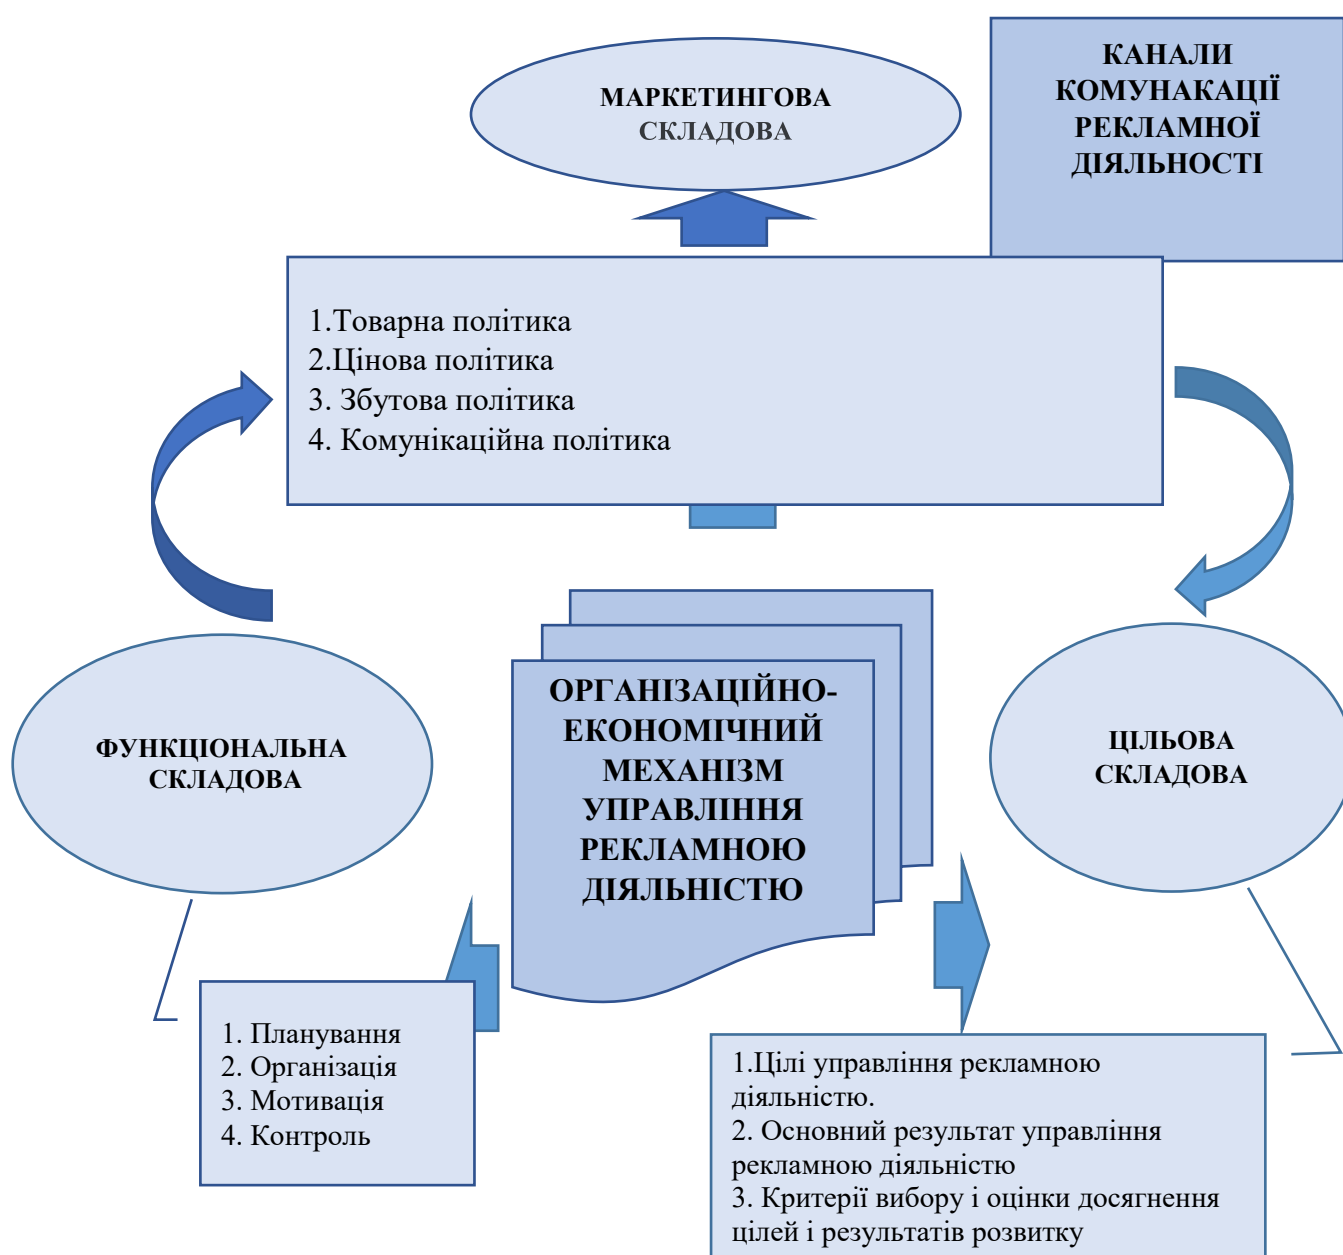 МАРКЕТИНГОВА
СКЛАДОВА
КАНАЛИ
КОМУНАКАЦІЇ
РЕКЛАМНОЇ
ДІЯЛЬНОСТІ
1.Товарна політика
2.Цінова політика
3. Збутова політика
4. Комунікаційна політика
ФУНКЦІОНАЛЬНА
СКЛАДОВА
ОРГАНІЗАЦІЙНО-
ЕКОНОМІЧНИЙ
МЕХАНІЗМ
УПРАВЛІННЯ
РЕКЛАМНОЮ
ДІЯЛЬНІСТЮ
ЦІЛЬОВА
СКЛАДОВА
1. Планування
2. Організація
3. Мотивація
4. Контроль
1.Цілі управління рекламною
діяльністю.
2. Основний результат управління
рекламною діяльністю
3. Критерії вибору і оцінки досягнення
цілей і результатів розвитку